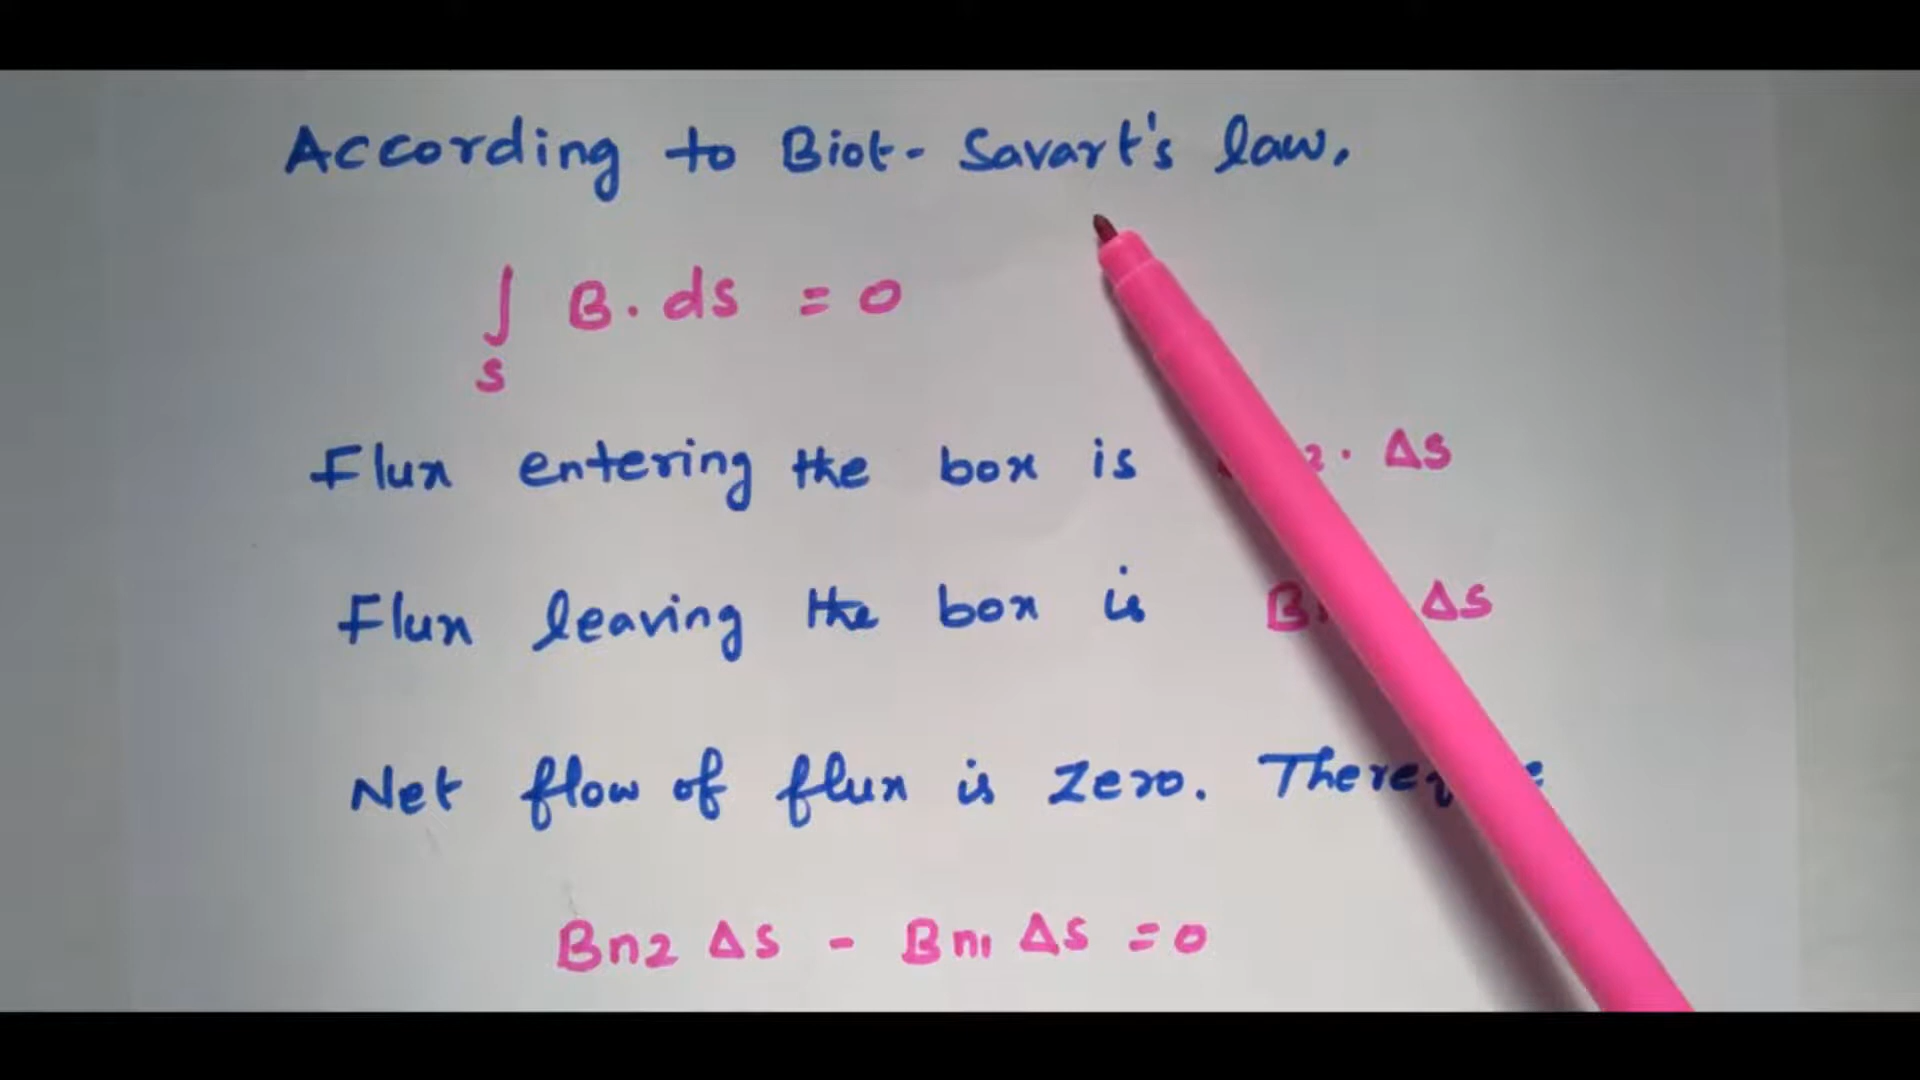 According to Biot-Savart's law,
∫ B. ds = 0
S
Flux entering the box is . ΔS
Flux leaving the box is ΔS
Net flow of flux is zero.
Bn2 ΔS - Bn1 ΔS = 0